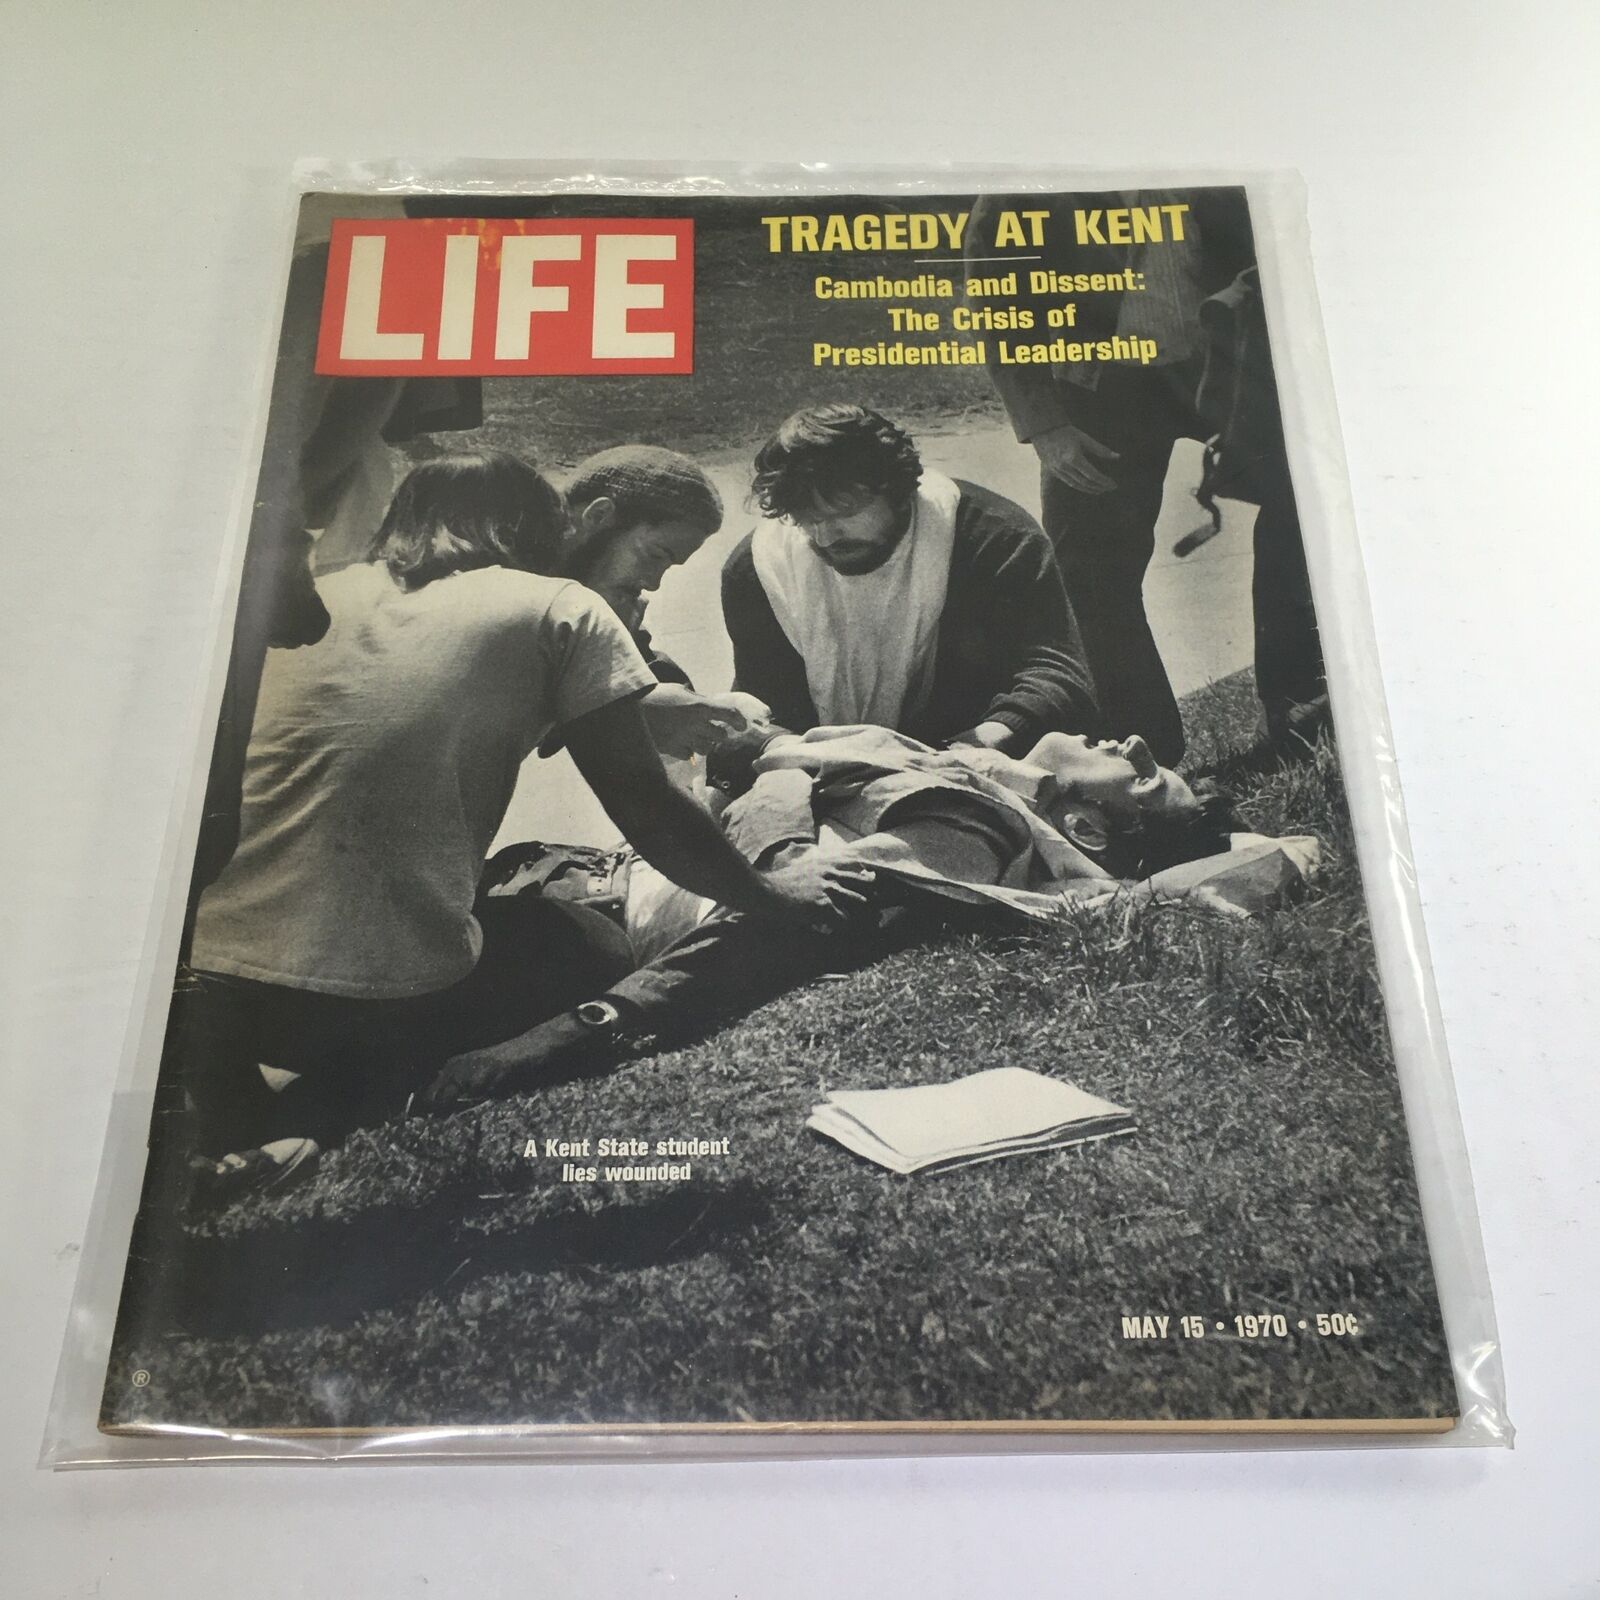 LIFE
TRAGEDY AT KENT
Cambodia and Dissent:
The Crisis of
Presidential Leadership
A Kent State student
lies wounded
MAY 15 • 1970 • 50¢
®